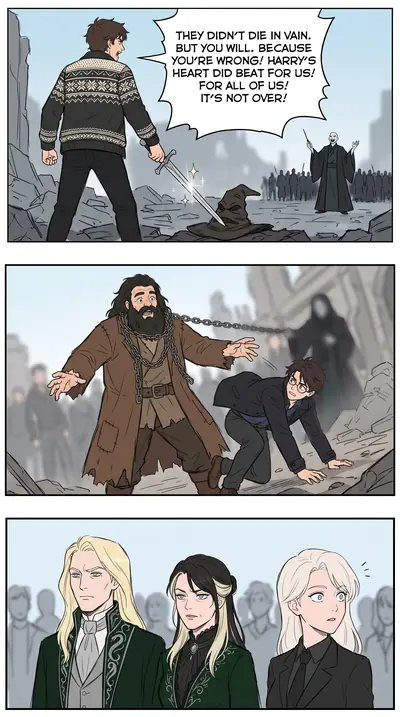 THEY DIDN'T DIE IN VAIN.
BUT YOU WILL. BECAUSE
YOU'RE WRONG! HARRY'S
HEART DID BEAT FOR US!
FOR ALL OF US!
IT'S NOT OVER!